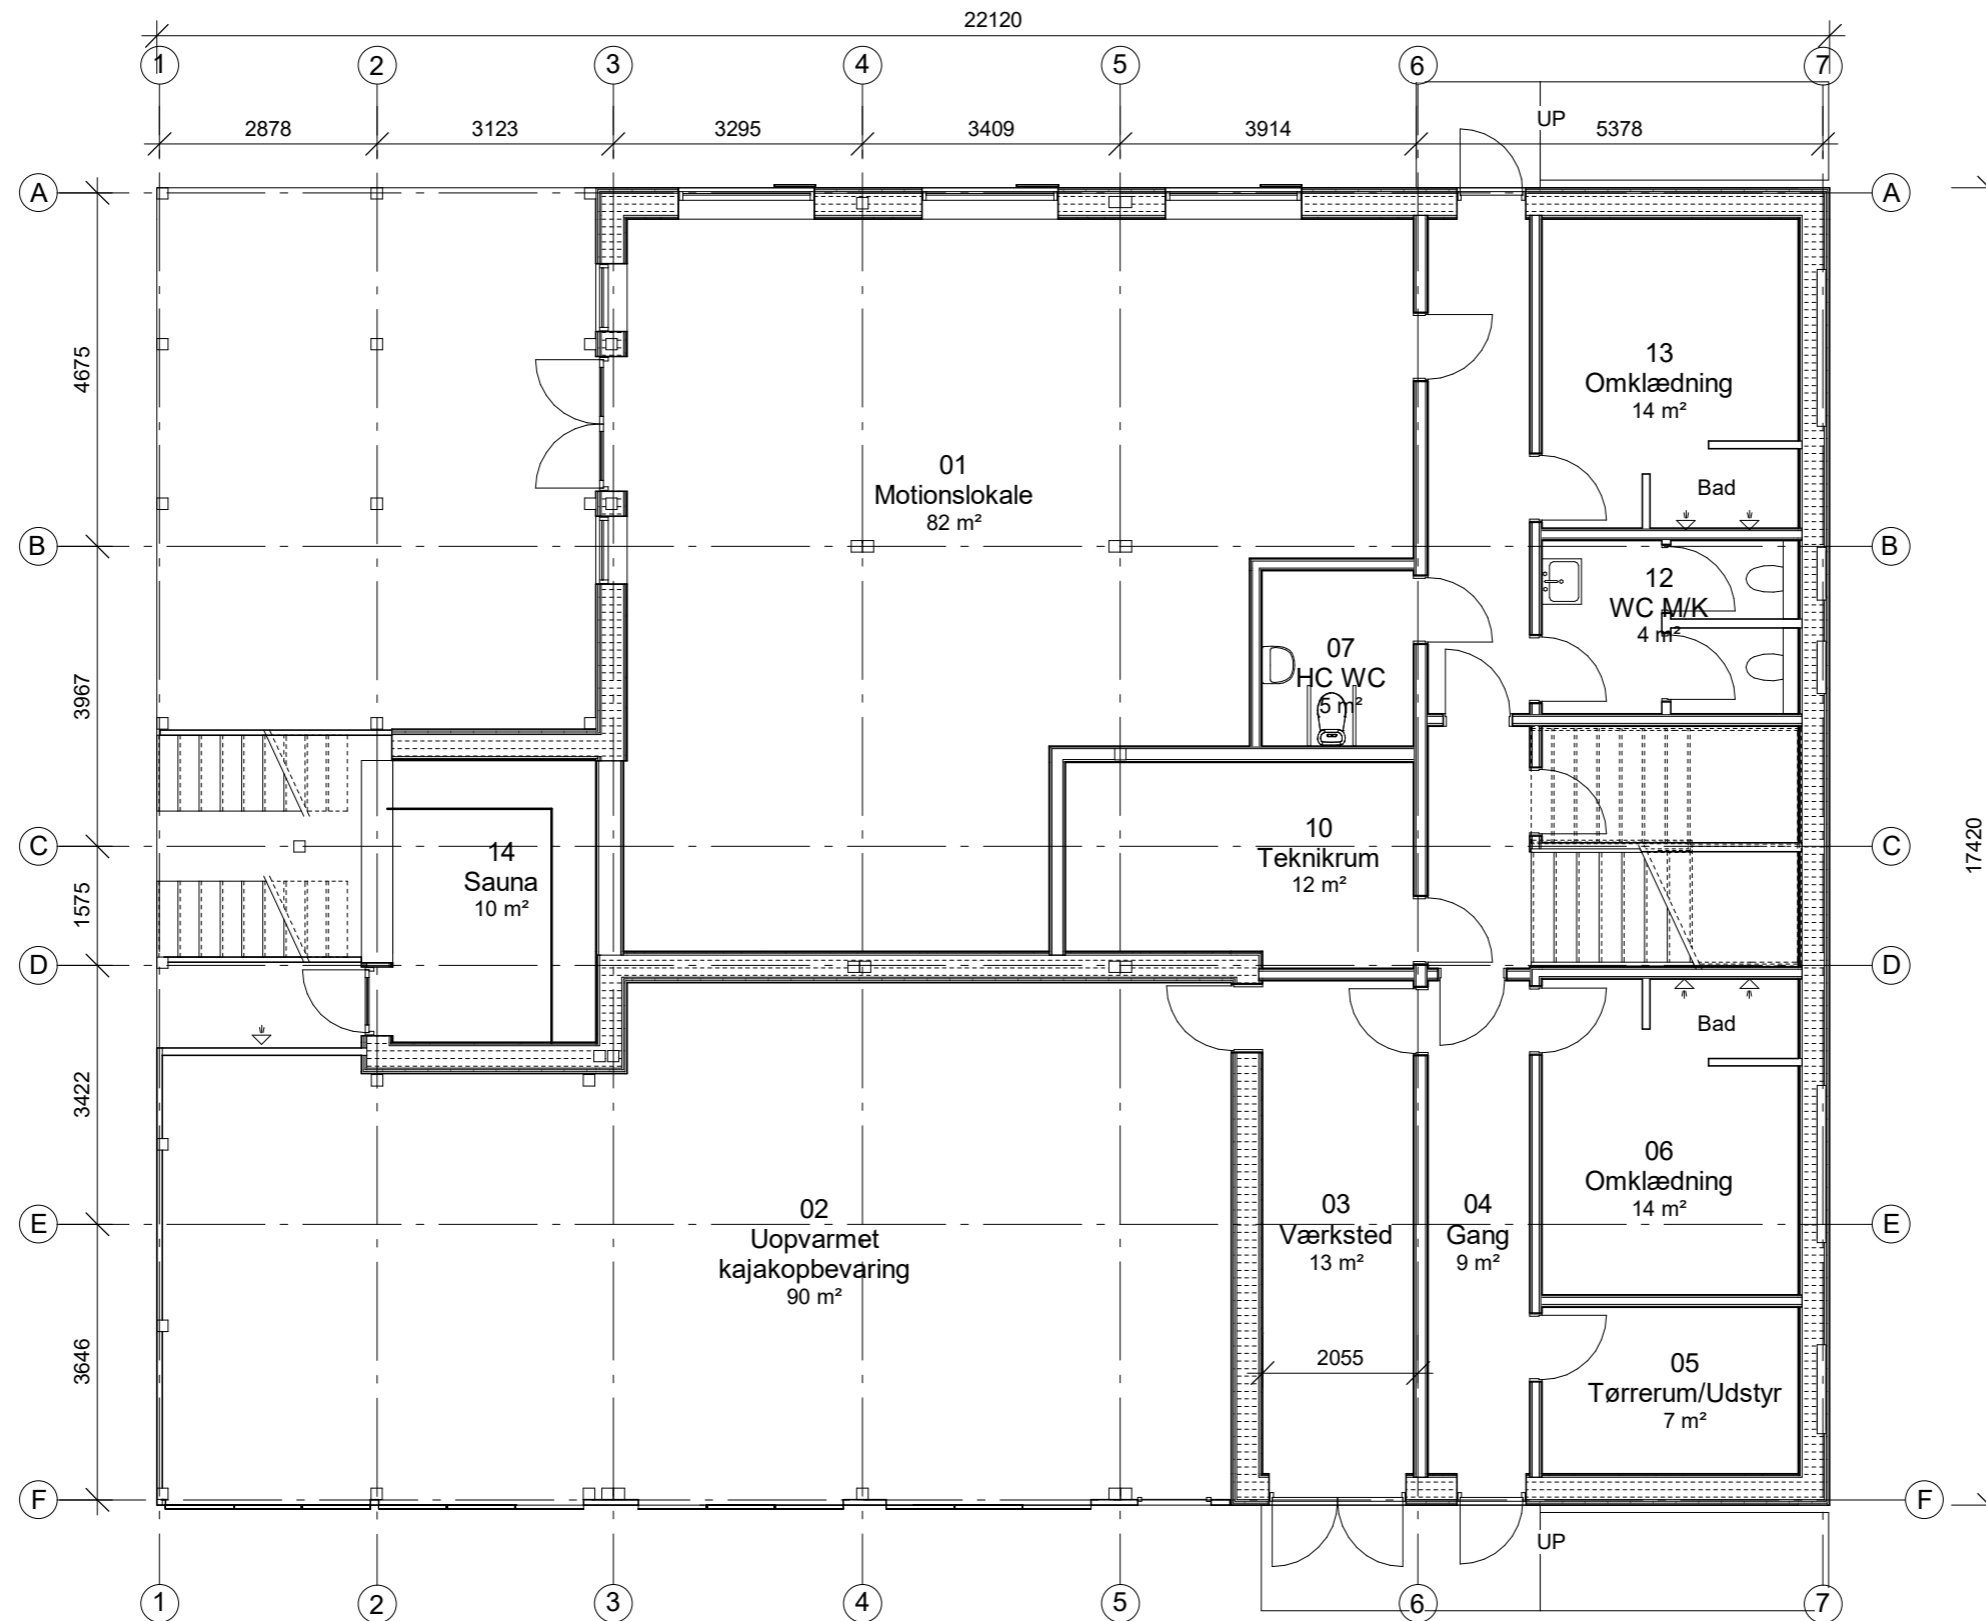 22120
1
2
3
4
5
6
7
2878
3123
3295
3409
3914
UP
5378
A
A
4675
13
Omklædning
14 m²
01
Motionslokale
82 m²
Bad
B
B
12
WC M/K
4 m²
07
HC WC
5 m²
3967
10
Teknikrum
12 m²
14
Sauna
10 m²
C
C
17420
1575
D
D
Bad
3422
06
Omklædning
14 m²
03
Værksted
13 m²
04
Gang
9 m²
02
Uopvarmet
kajakopbevaring
90 m²
E
E
3646
2055
05
Tørrerum/Udstyr
7 m²
F
F
UP
1
2
3
4
5
6
7